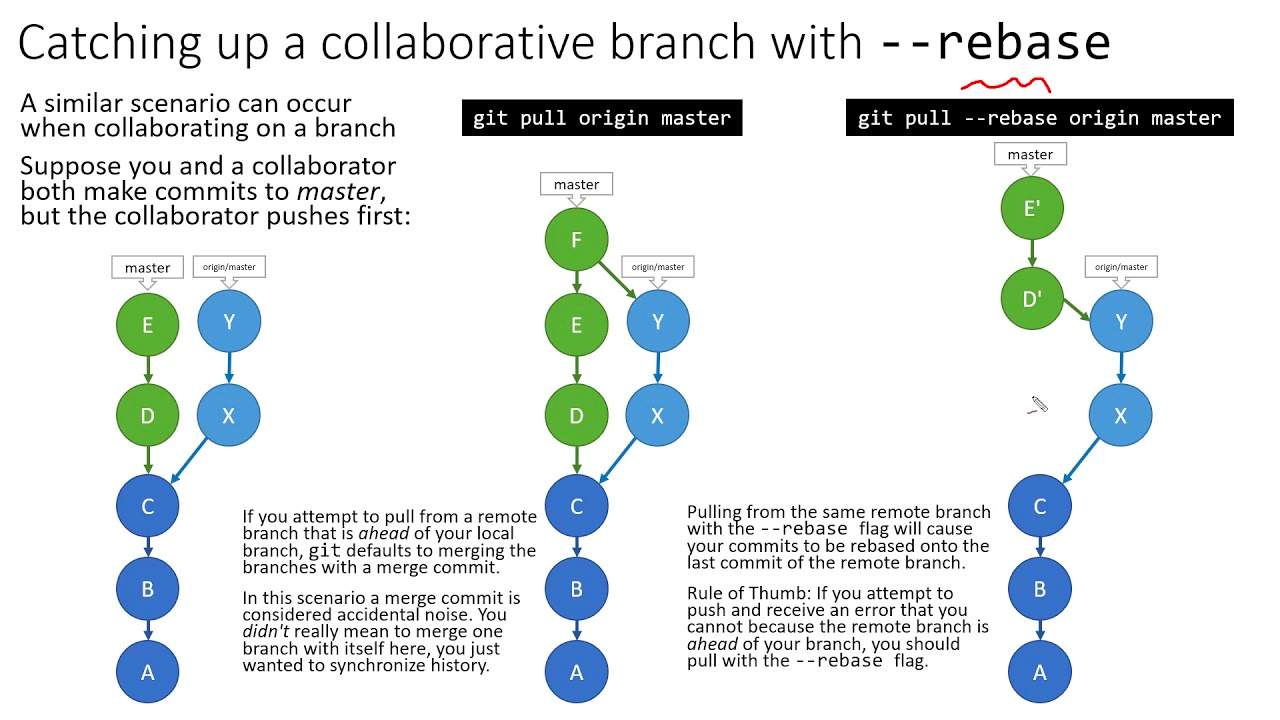 Catching up a collaborative branch with --rebase
A similar scenario can occur
when collaborating on a branch
Suppose you and a collaborator
both make commits to master,
but the collaborator pushes first:
master
origin/master
E
Y
D
X
C
B
A
If you attempt to pull from a remote
branch that is ahead of your local
branch, git defaults to merging the
branches with a merge commit.
In this scenario a merge commit is
considered accidental noise. You
didn't really mean to merge one
branch with itself here, you just
wanted to synchronize history.
git pull origin master
master
F
origin/master
E
Y
D
X
C
B
A
Pulling from the same remote branch
with the --rebase flag will cause
your commits to be rebased onto the
last commit of the remote branch.
Rule of Thumb: If you attempt to
push and receive an error that you
cannot because the remote branch is
ahead of your branch, you should
pull with the --rebase flag.
git pull --rebase origin master
master
E'
origin/master
D'
Y
X
C
B
A